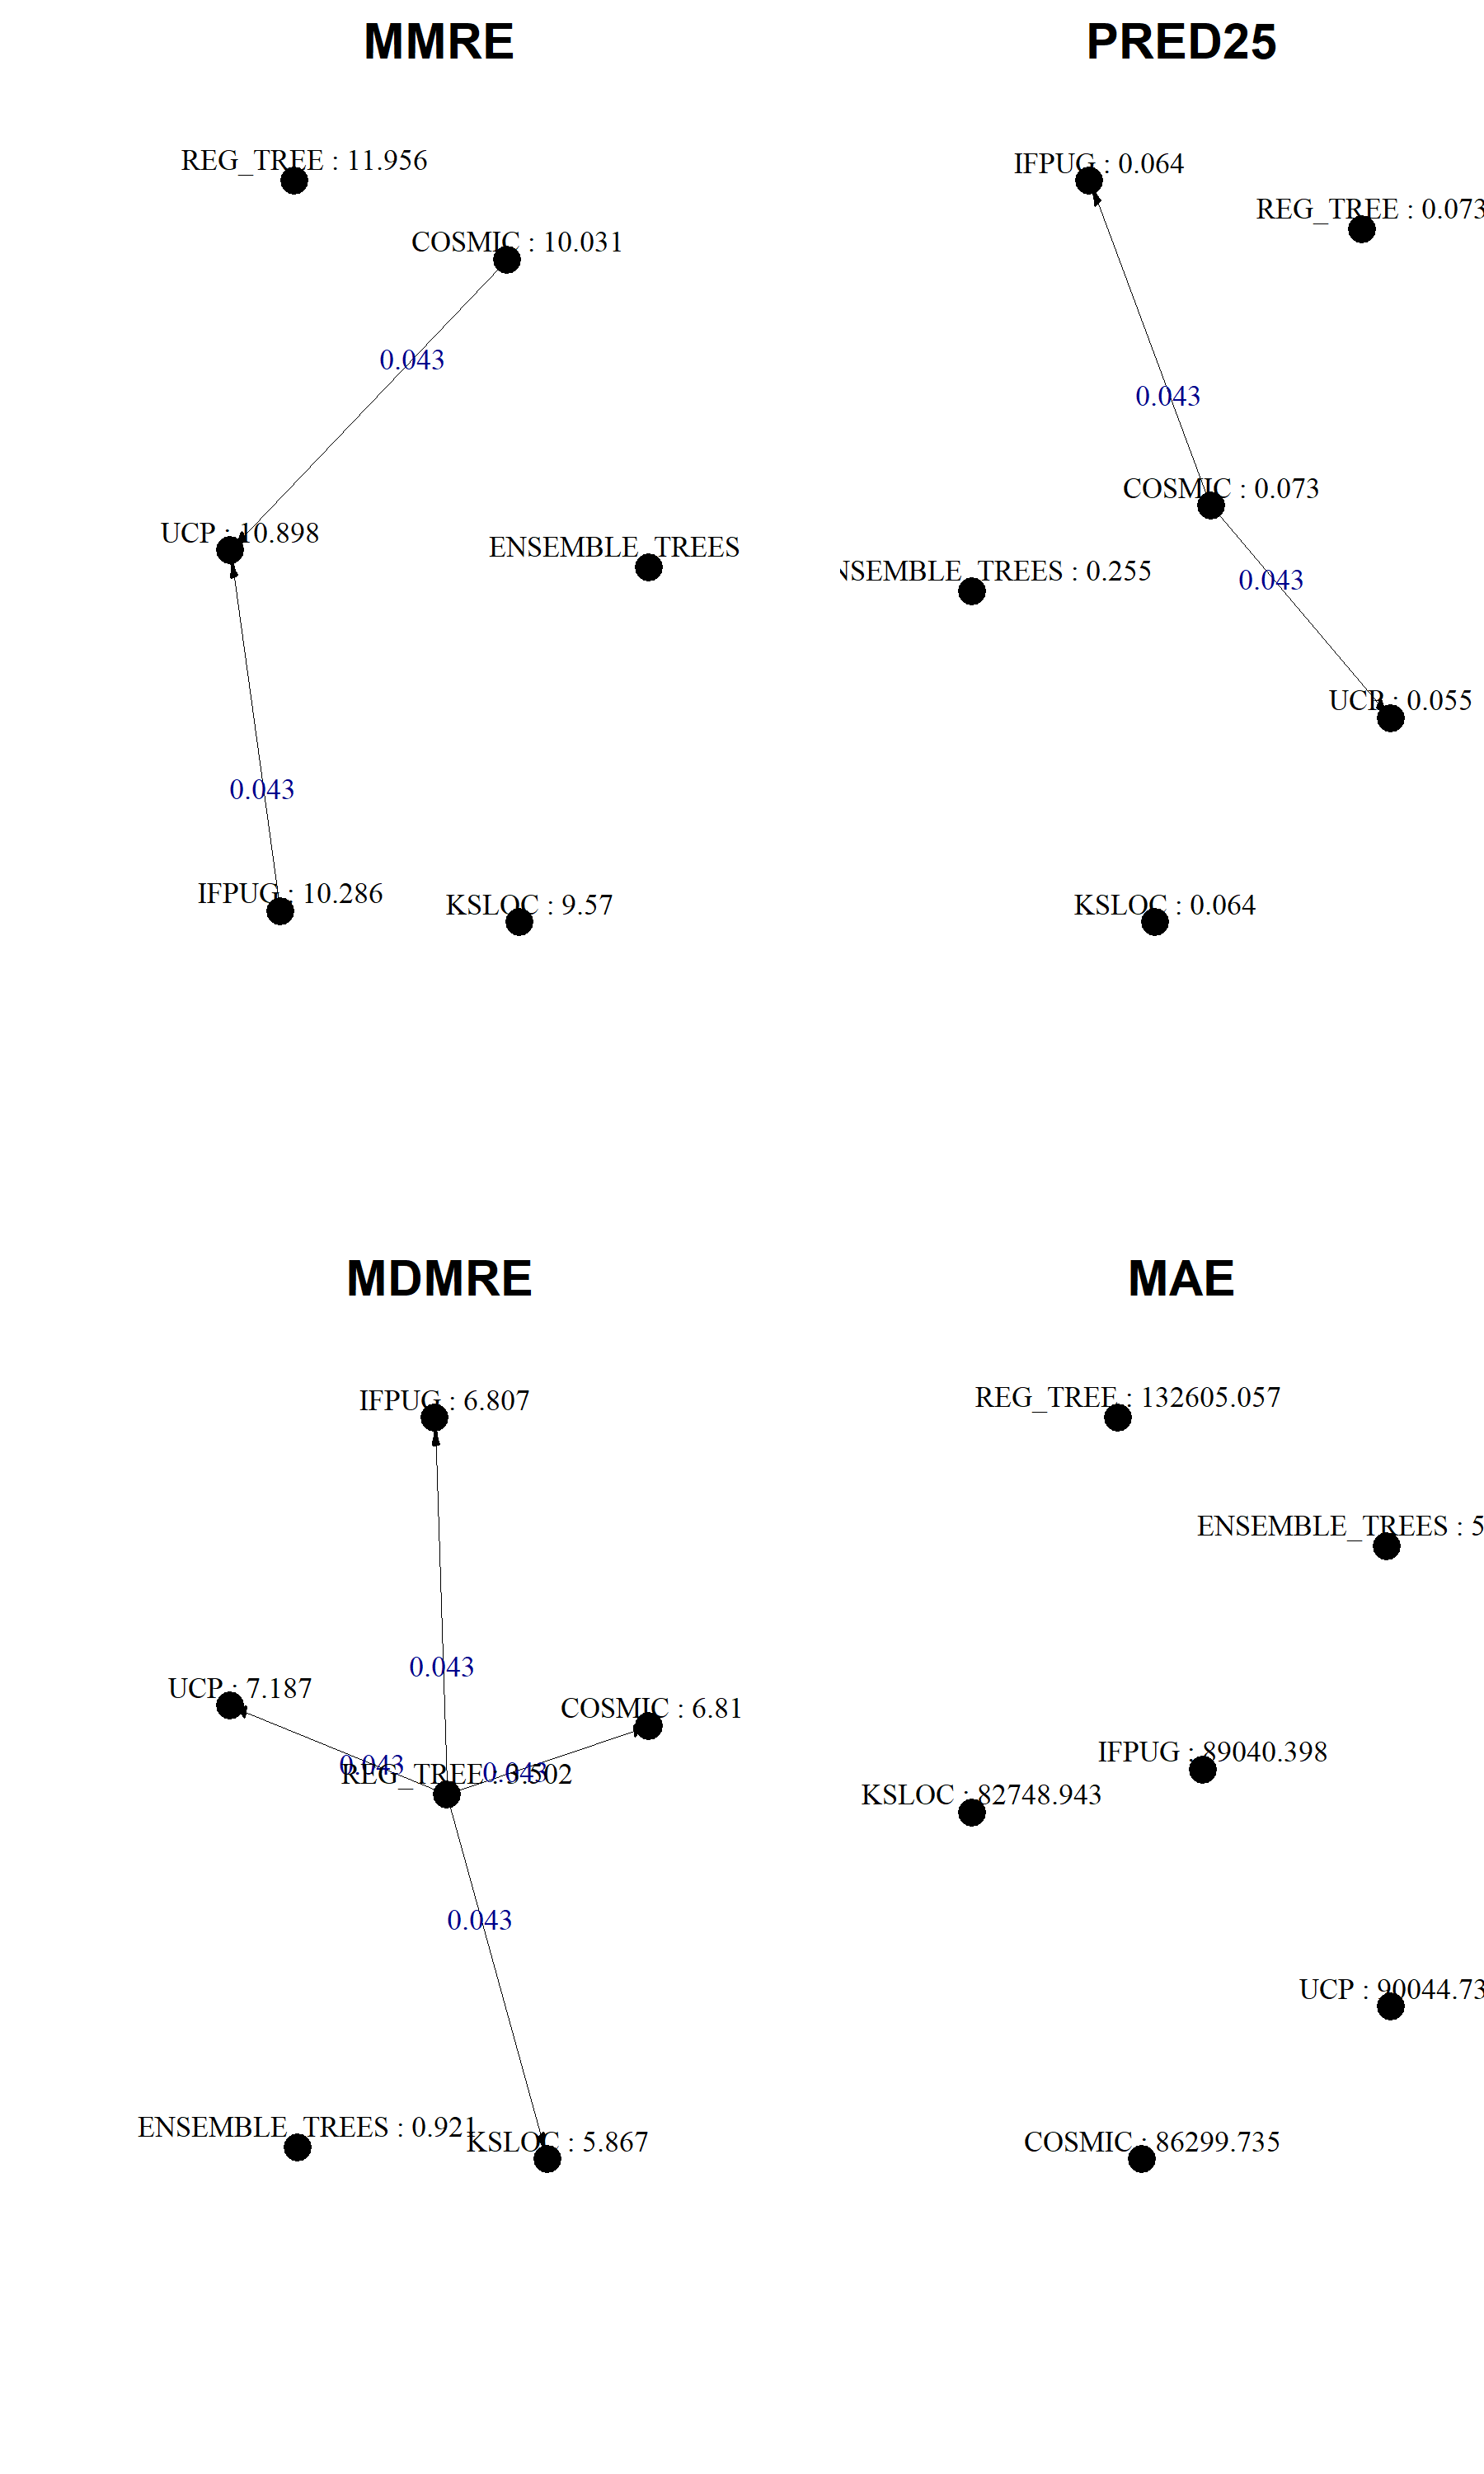 MMRE
REG_TREE : 11.956
COSMIC : 10.031
0.043
UCP : 10.898
ENSEMBLE_TREES
0.043
IFPUG : 10.286
KSLOC : 9.57
PRED25
IFPUG : 0.064
REG_TREE : 0.073
0.043
COSMIC : 0.073
NSEMBLE_TREES : 0.255
0.043
UCP : 0.055
KSLOC : 0.064
MDMRE
IFPUG : 6.807
0.043
UCP : 7.187
COSMIC : 6.81
0.043
REG_TREE : 3.502
0.043
0.043
ENSEMBLE_TREES : 0.921
KSLOC : 5.867
MAE
REG_TREE : 132605.057
ENSEMBLE_TREES : 5
IFPUG : 89040.398
KSLOC : 82748.943
UCP : 90044.73
COSMIC : 86299.735